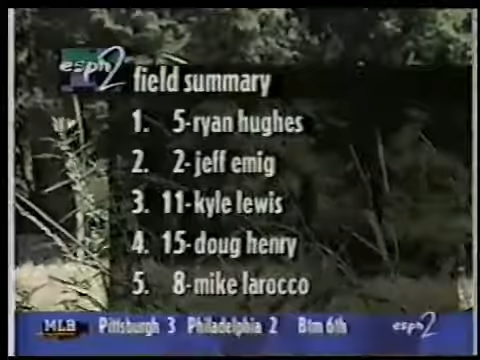 espn2 field summary
1. 5-ryan hughes
2. 2-jeff emig
3. 11-kyle lewis
4. 15-doug henry
5. 8-mike larocco
MLB Pittsburgh 3 Philadelphia 2 Btm 6th espn2